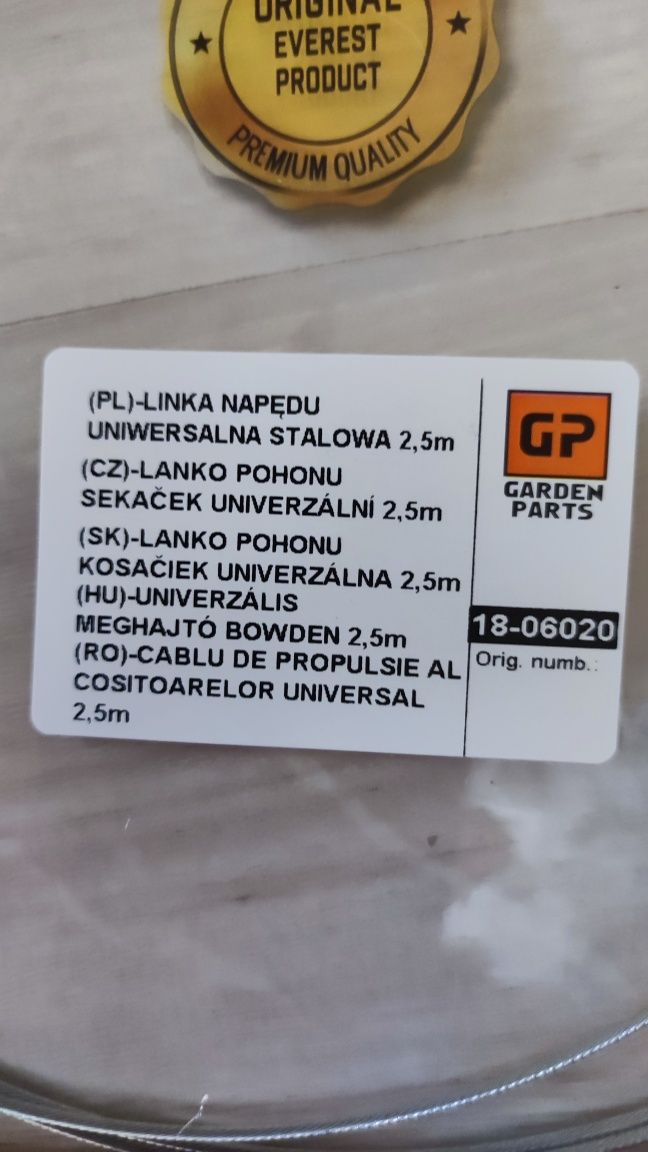 ORIGINAL
EVEREST
PRODUCT
PREMIUM QUALITY
(PL)-LINKA NAPĘDU
UNIWERSALNA STALOWA 2,5m
(CZ)-LANKO POHONU
SEKAČEK UNIVERZÁLNÍ 2,5m
(SK)-LANKO POHONU
KOSAČIEK UNIVERZÁLNA 2,5m
(HU)-UNIVERZÁLIS
MEGHAJTÓ BOWDEN 2,5m
(RO)-CABLU DE PROPULSIE AL
COSITOARELOR UNIVERSAL
2,5m
GP
GARDEN
PARTS
18-06020
Orig. numb.: